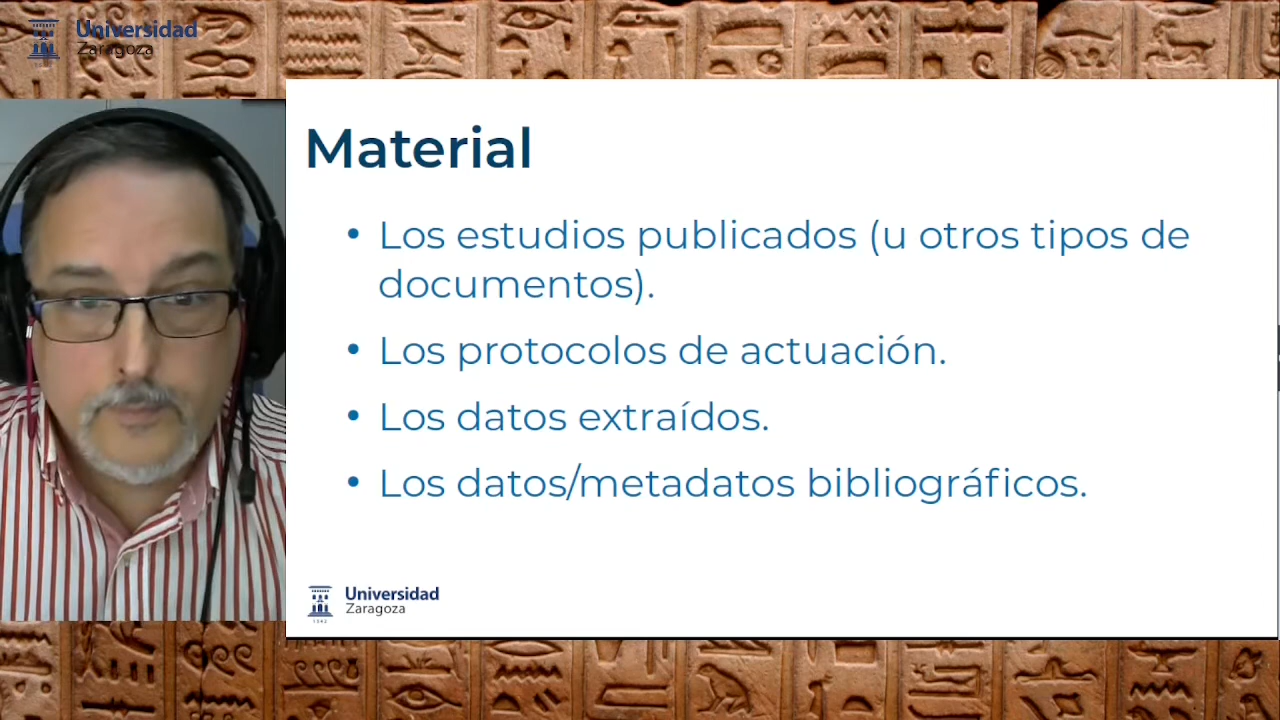 Universidad
Zaragoza
Material
• Los estudios publicados (u otros tipos de
documentos).
• Los protocolos de actuación.
• Los datos extraídos.
• Los datos/metadatos bibliográficos.
Universidad
Zaragoza
1542